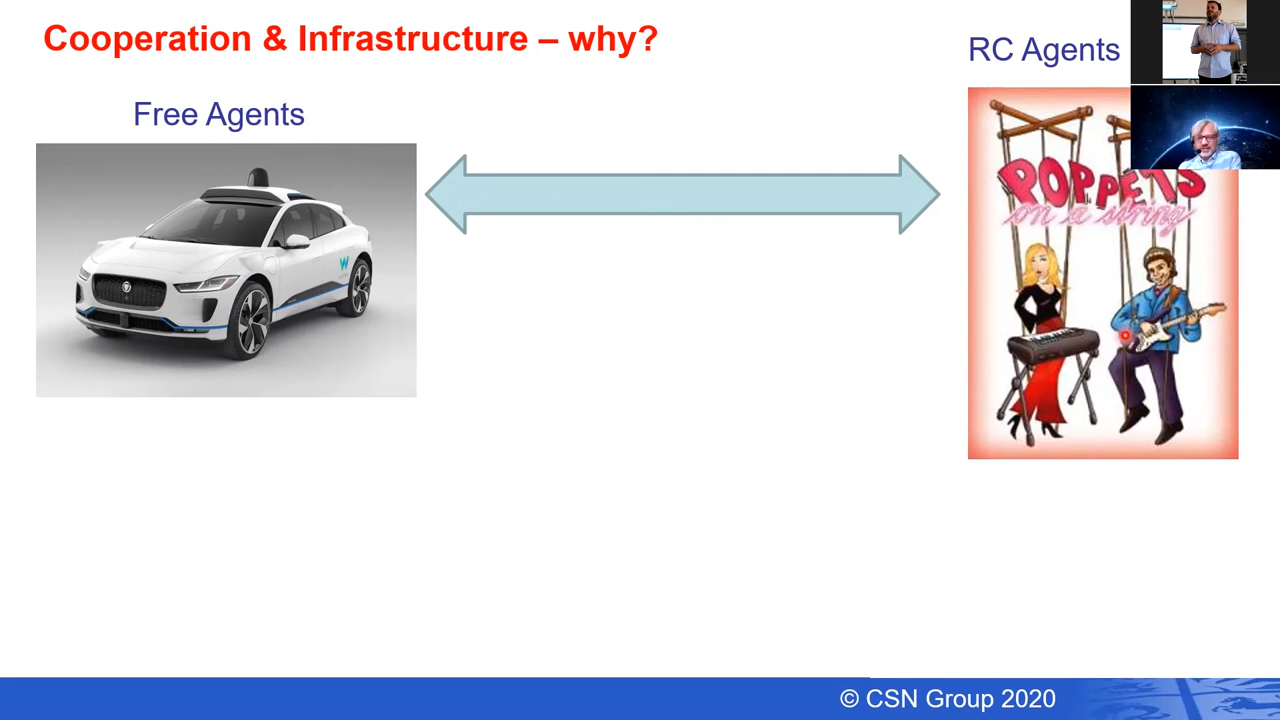 Cooperation & Infrastructure – why?
RC Agents
Free Agents
POPPETS
on a string
W
© CSN Group 2020